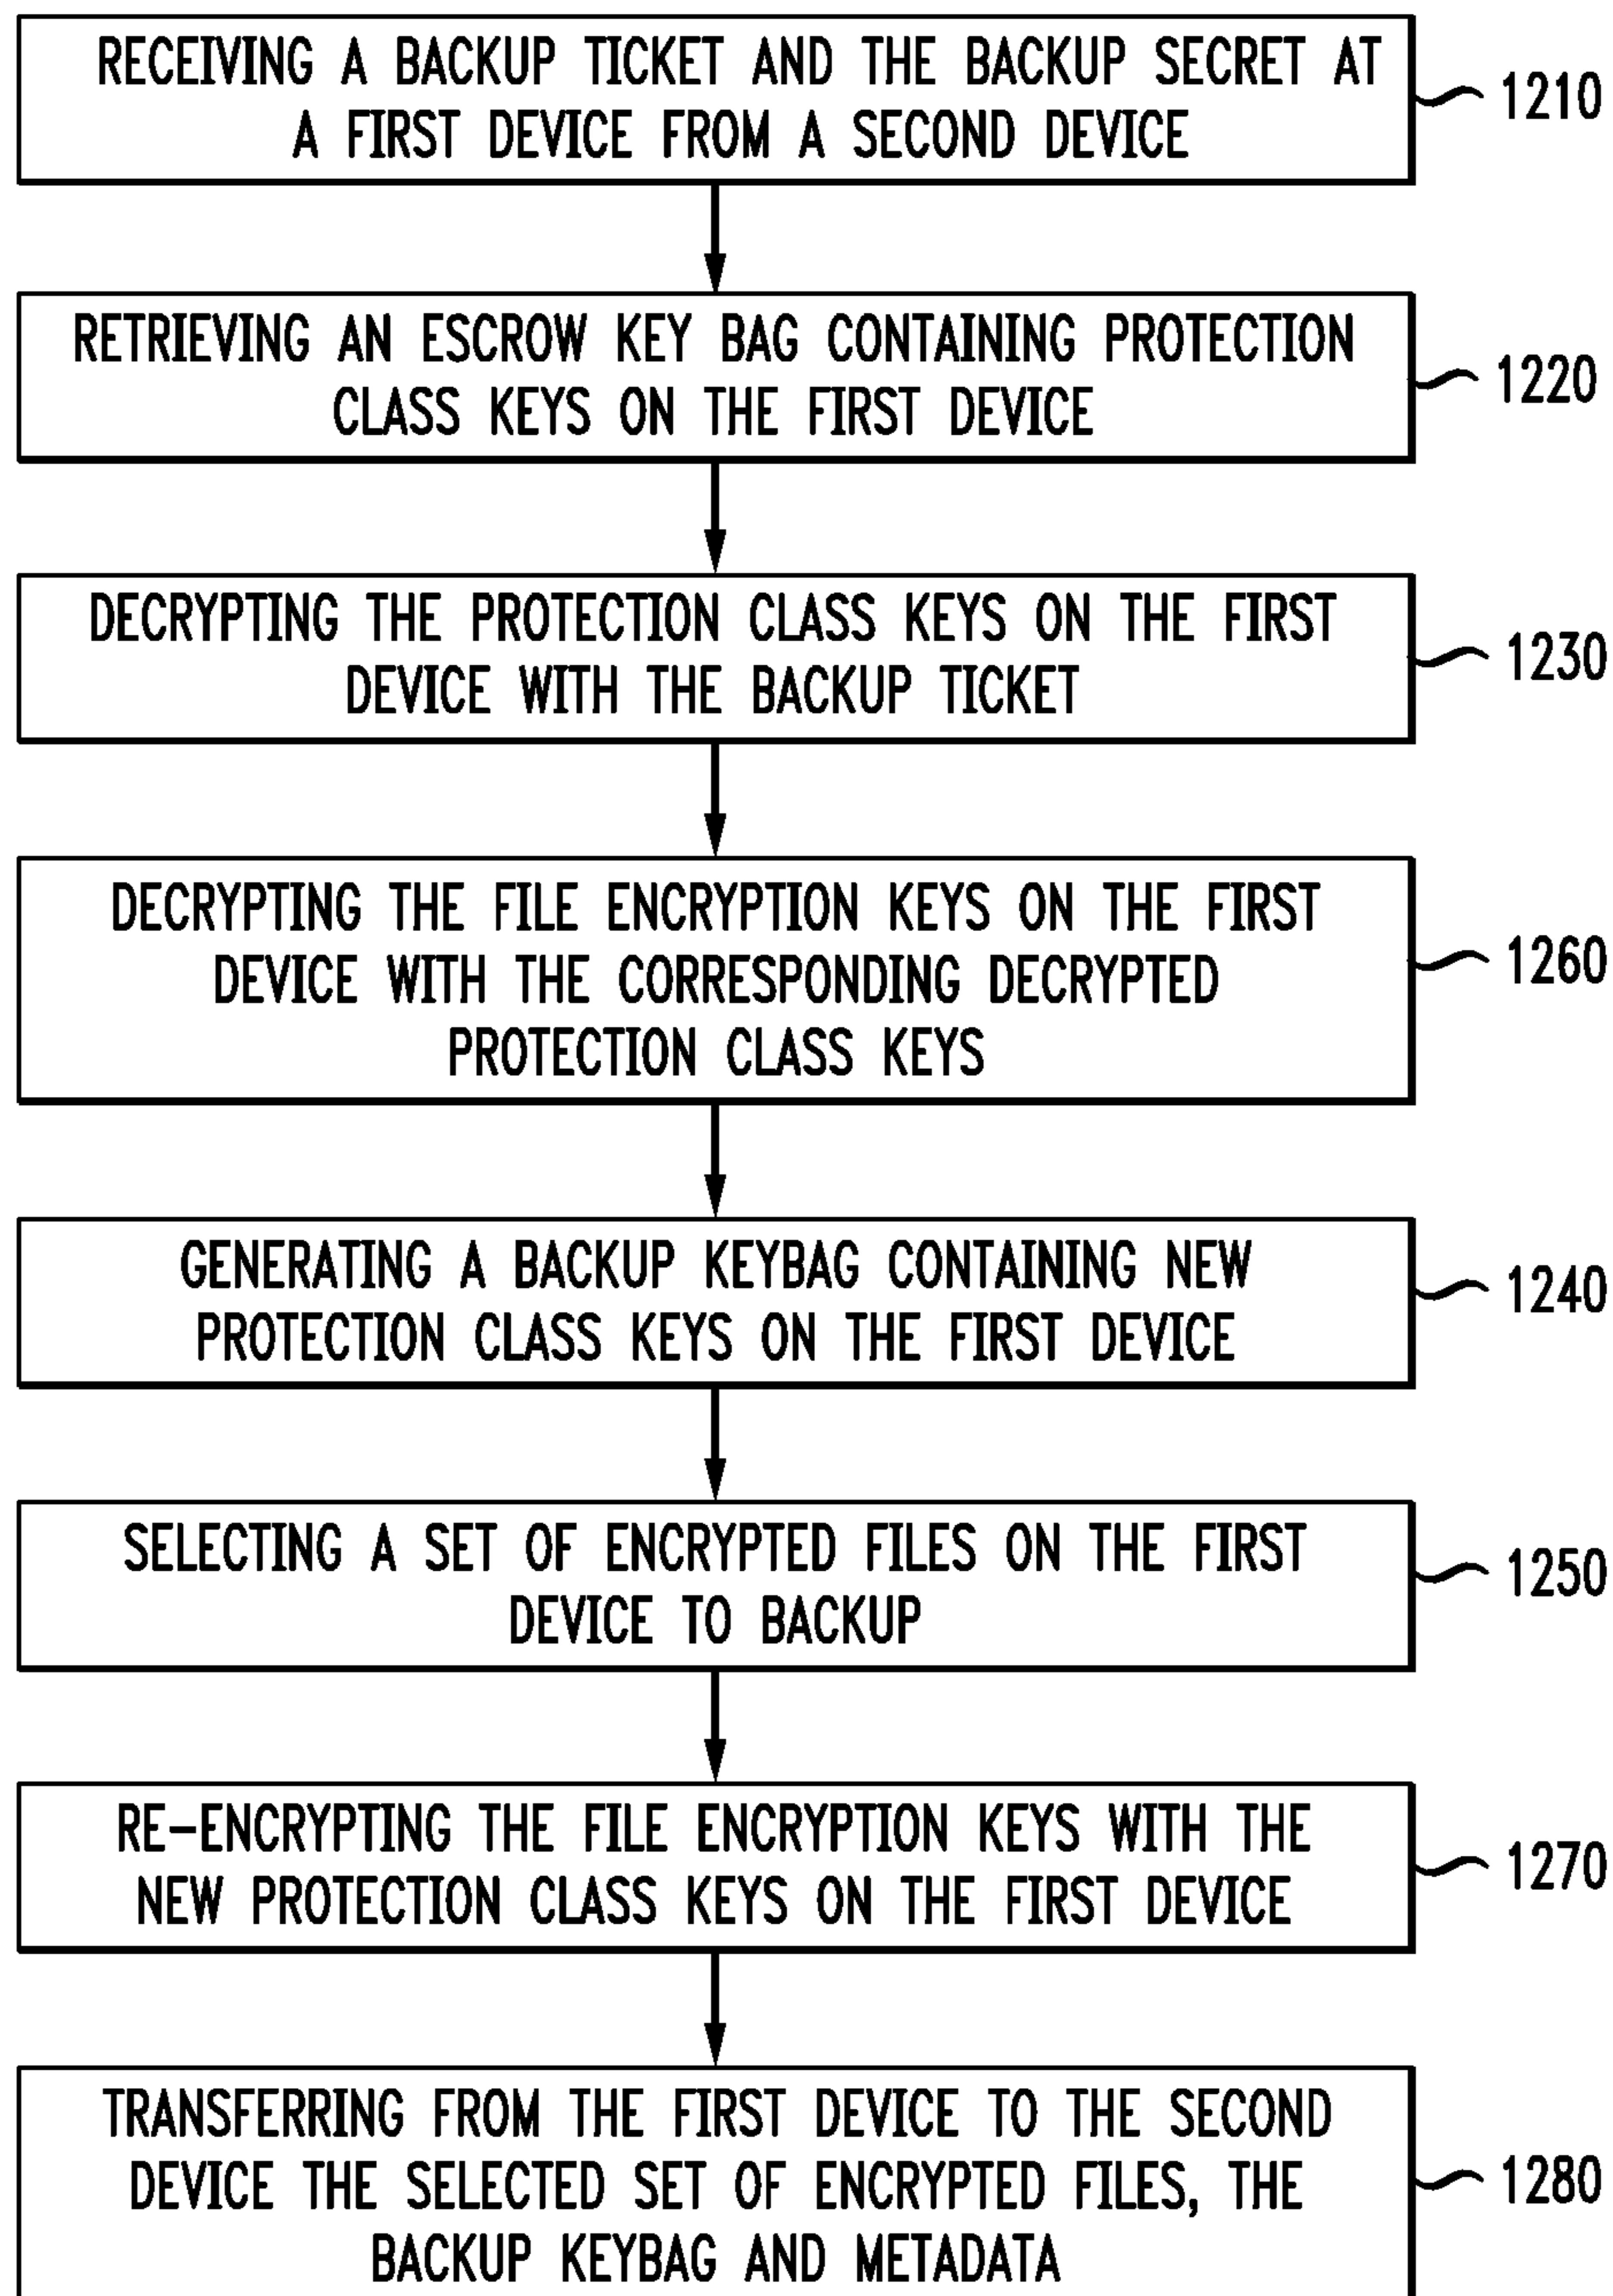 RECEIVING A BACKUP TICKET AND THE BACKUP SECRET AT
A FIRST DEVICE FROM A SECOND DEVICE
1210
RETRIEVING AN ESCROW KEY BAG CONTAINING PROTECTION
CLASS KEYS ON THE FIRST DEVICE
1220
DECRYPTING THE PROTECTION CLASS KEYS ON THE FIRST
DEVICE WITH THE BACKUP TICKET
1230
DECRYPTING THE FILE ENCRYPTION KEYS ON THE FIRST
DEVICE WITH THE CORRESPONDING DECRYPTED
PROTECTION CLASS KEYS
1260
GENERATING A BACKUP KEYBAG CONTAINING NEW
PROTECTION CLASS KEYS ON THE FIRST DEVICE
1240
SELECTING A SET OF ENCRYPTED FILES ON THE FIRST
DEVICE TO BACKUP
1250
RE-ENCRYPTING THE FILE ENCRYPTION KEYS WITH THE
NEW PROTECTION CLASS KEYS ON THE FIRST DEVICE
1270
TRANSFERRING FROM THE FIRST DEVICE TO THE SECOND
DEVICE THE SELECTED SET OF ENCRYPTED FILES, THE
BACKUP KEYBAG AND METADATA
1280